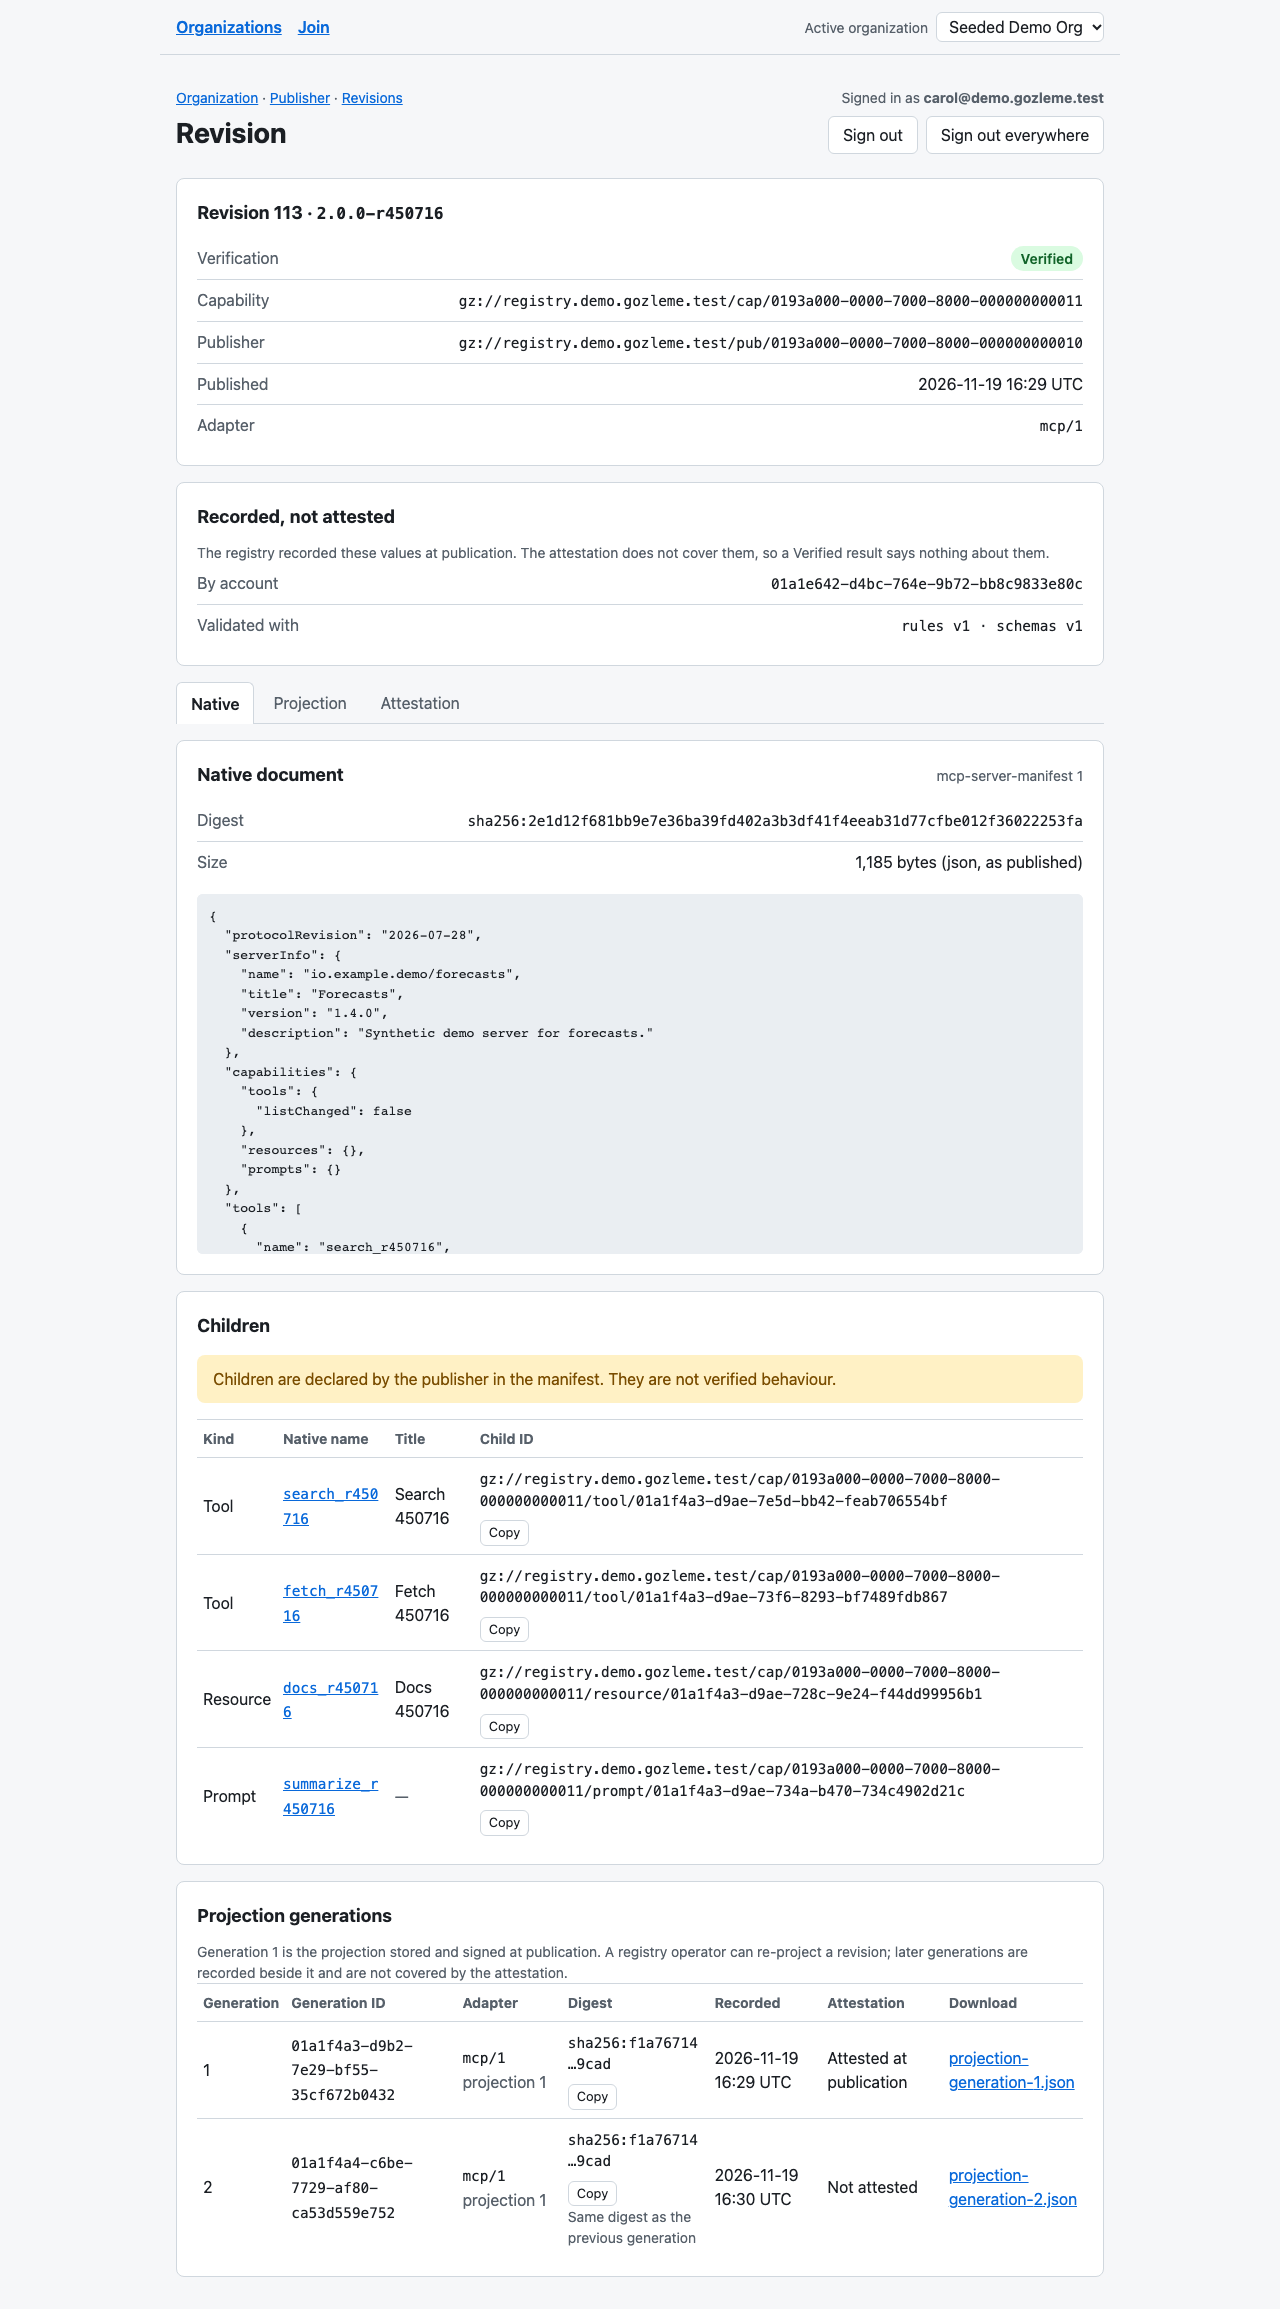 Organizations Join Active organization Seeded Demo Org
Organization · Publisher · Revisions Signed in as carol@demo.gozleme.test
Revision Sign out Sign out everywhere
Revision 113 · 2.0.0-r450716
Verification Verified
Capability gz://registry.demo.gozleme.test/cap/0193a000-0000-7000-8000-000000000011
Publisher gz://registry.demo.gozleme.test/pub/0193a000-0000-7000-8000-000000000010
Published 2026-11-19 16:29 UTC
Adapter mcp/1
Recorded, not attested
The registry recorded these values at publication. The attestation does not cover them, so a Verified result says nothing about them.
By account 01a1e642-d4bc-764e-9b72-bb8c9833e80c
Validated with rules v1 · schemas v1
Native Projection Attestation
Native document mcp-server-manifest 1
Digest sha256:2e1d12f681bb9e7e36ba39fd402a3b3df41f4eeab31d77cfbe012f36022253fa
Size 1,185 bytes (json, as published)
{
"protocolRevision": "2026-07-28",
"serverInfo": {
"name": "io.example.demo/forecasts",
"title": "Forecasts",
"version": "1.4.0",
"description": "Synthetic demo server for forecasts."
},
"capabilities": {
"tools": {
"listChanged": false
},
"resources": {},
"prompts": {}
},
"tools": [
{
"name": "search_r450716",
Children
Children are declared by the publisher in the manifest. They are not verified behaviour.
Kind Native name Title Child ID
Tool search_r450716 Search 450716 gz://registry.demo.gozleme.test/cap/0193a000-0000-7000-8000-
000000000011/tool/01a1f4a3-d9ae-7e5d-bb42-feab706554bf
Copy
Tool fetch_r450716 Fetch 450716 gz://registry.demo.gozleme.test/cap/0193a000-0000-7000-8000-
000000000011/tool/01a1f4a3-d9ae-73f6-8293-bf7489fdb867
Copy
Resource docs_r450716 Docs 450716 gz://registry.demo.gozleme.test/cap/0193a000-0000-7000-8000-
000000000011/resource/01a1f4a3-d9ae-728c-9e24-f44dd99956b1
Copy
Prompt summarize_r450716 — gz://registry.demo.gozleme.test/cap/0193a000-0000-7000-8000-
000000000011/prompt/01a1f4a3-d9ae-734a-b470-734c4902d21c
Copy
Projection generations
Generation 1 is the projection stored and signed at publication. A registry operator can re-project a revision; later generations are
recorded beside it and are not covered by the attestation.
Generation Generation ID Adapter Digest Recorded Attestation Download
1 01a1f4a3-d9b2-7e29-bf55-35cf672b0432 mcp/1 projection 1 sha256:f1a76714…9cad Copy 2026-11-19 16:29 UTC Attested at publication projection-generation-1.json
2 01a1f4a4-c6be-7729-af80-ca53d559e752 mcp/1 projection 1 sha256:f1a76714…9cad Copy Same digest as the previous generation 2026-11-19 16:30 UTC Not attested projection-generation-2.json